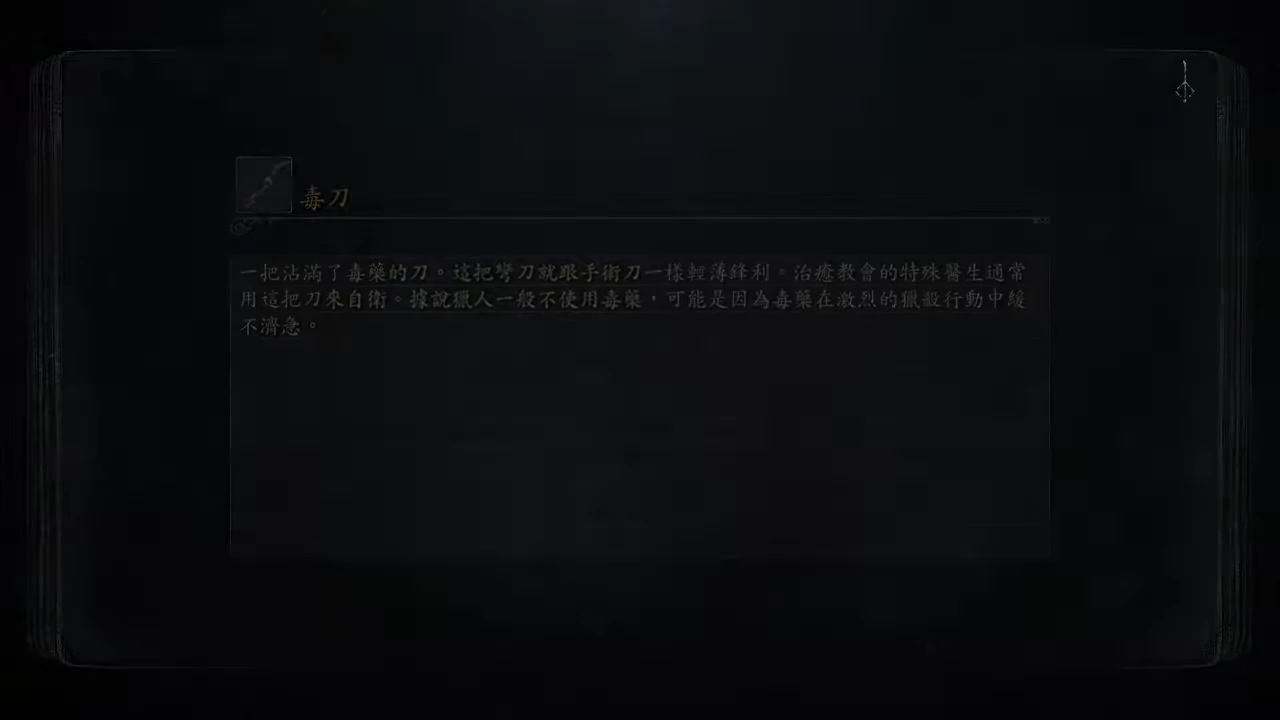 毒刀
一把沾滿了毒藥的刀。這把彎刀就跟手術刀一樣輕薄鋒利。治癒教會的特殊醫生通常
用這把刀來自衛。據說獵人一般不使用毒藥，可能是因為毒藥在激烈的獵殺行動中緩
不濟急。